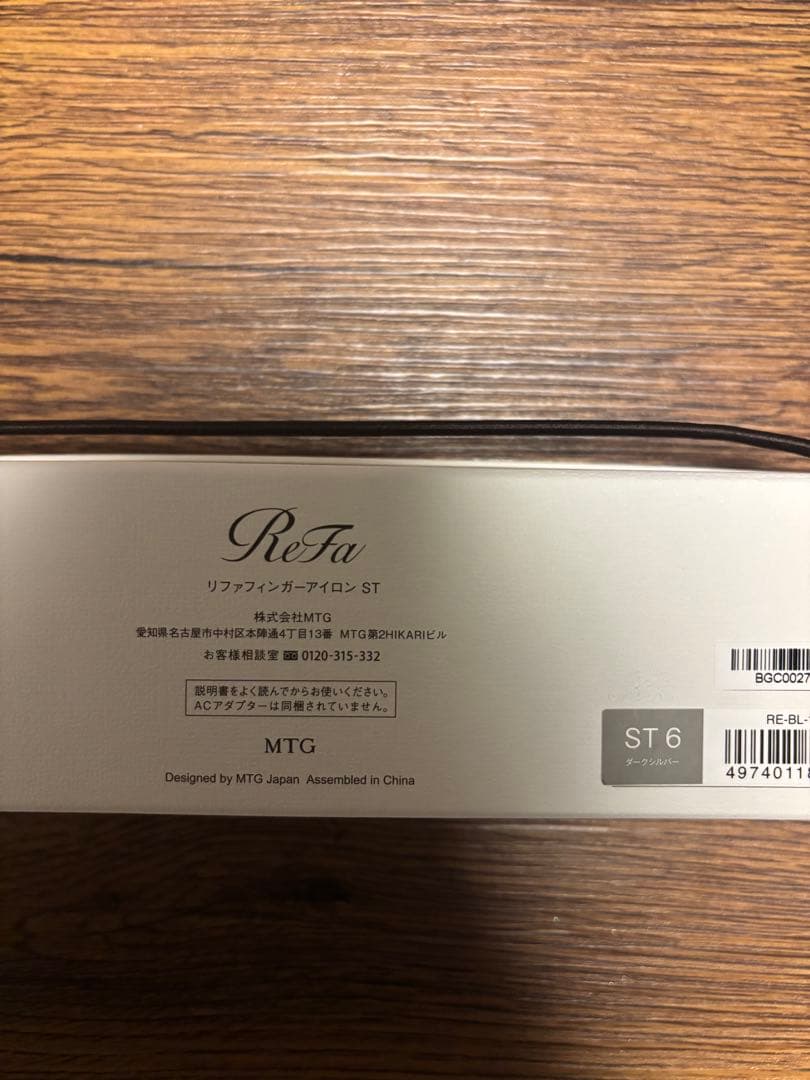 ReFa
リファフィンガーアイロン ST
株式会社MTG
愛知県名古屋市中村区本陣通4丁目13番 MTG第2HIKARIビル
お客様相談室 0120-315-332
説明書をよく読んでからお使いください。
ACアダプターは同梱されていません。
MTG
Designed by MTG Japan Assembled in China
BGC0027
RE-BL-
ST 6
ダークシルバー
4974011